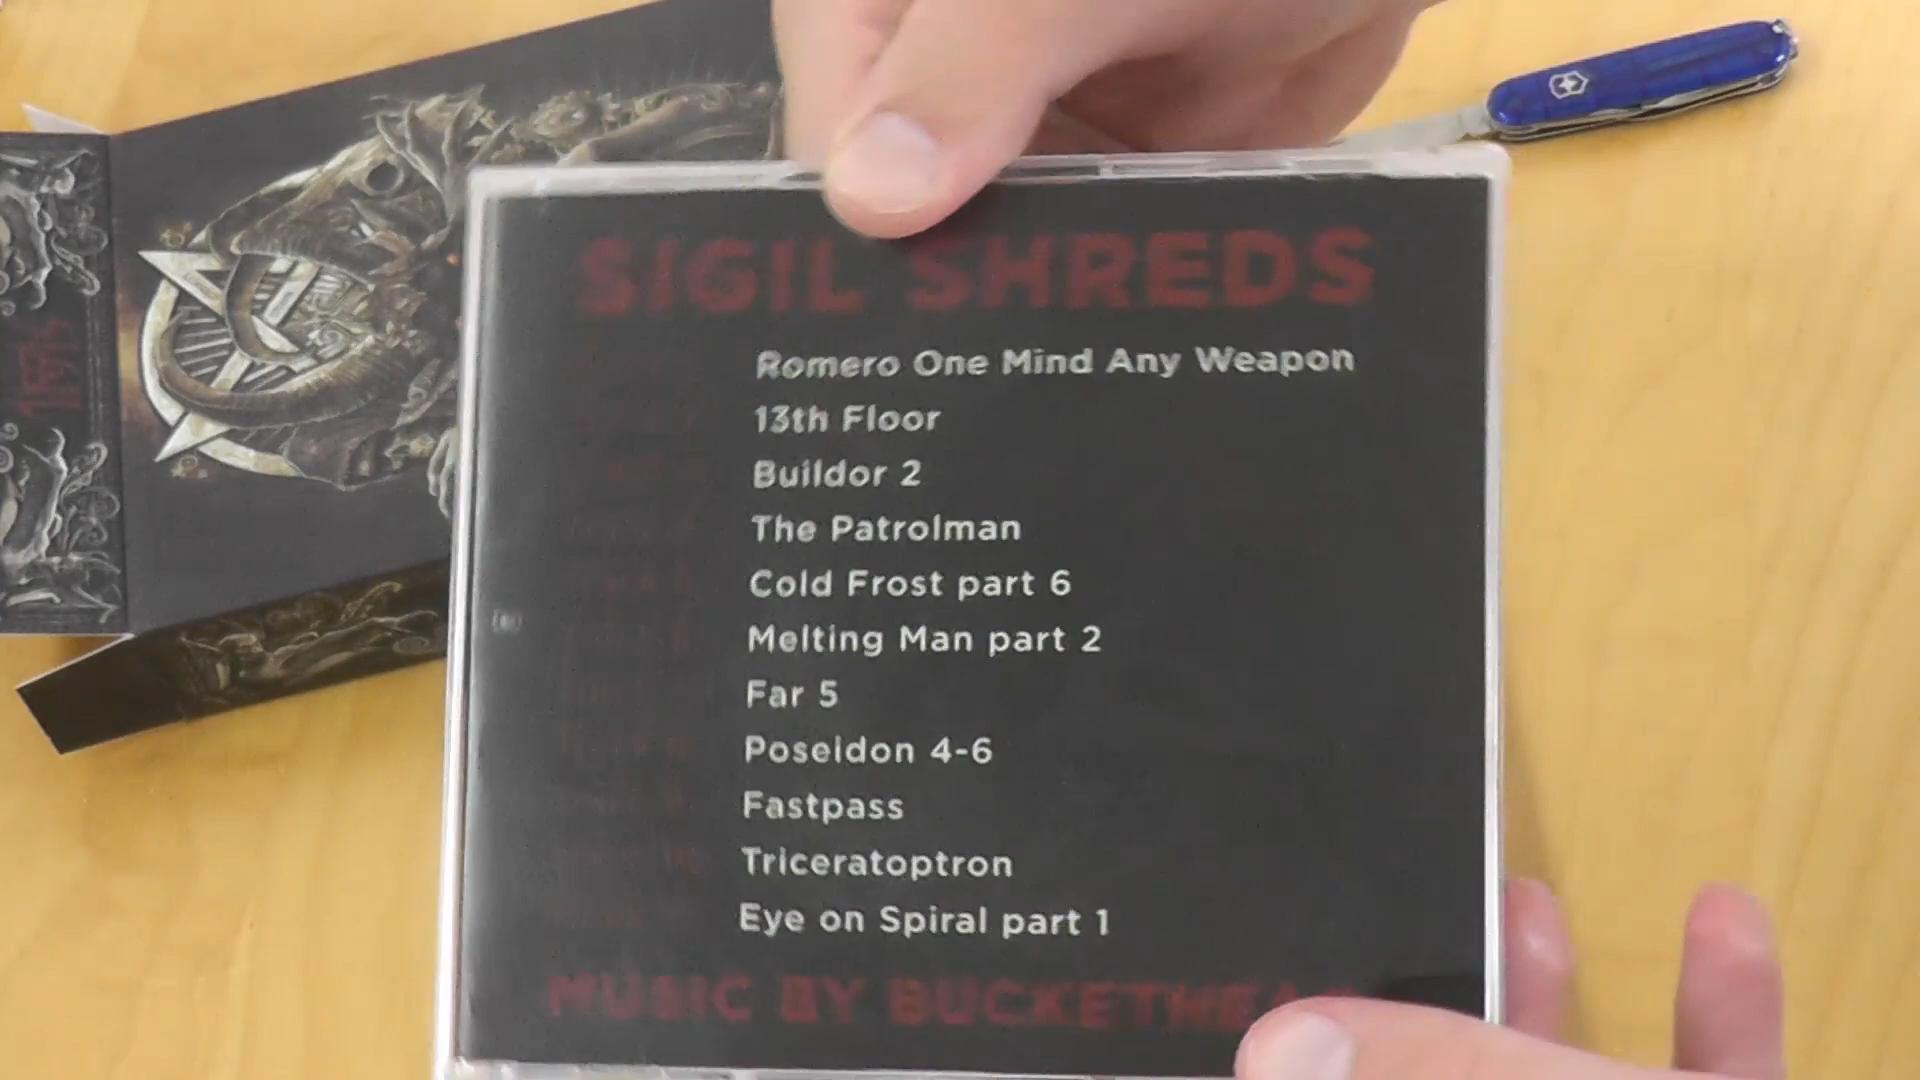 SIGIL SHREDS
Romero One Mind Any Weapon
13th Floor
Buildor 2
The Patrolman
Cold Frost part 6
Melting Man part 2
Far 5
Poseidon 4-6
Fastpass
Triceratoptron
Eye on Spiral part 1
MUSIC BY BUCKETHEAD